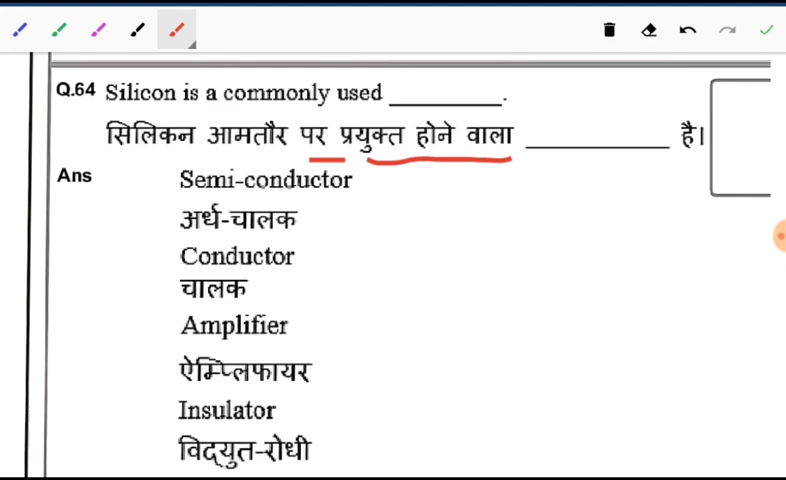 Q.64 Silicon is a commonly used __________.
सिलिकन आमतौर पर प्रयुक्त होने वाला ____________ है।
Ans Semi-conductor
अर्ध-चालक
Conductor
चालक
Amplifier
ऐम्प्लिफायर
Insulator
विद्युत-रोधी